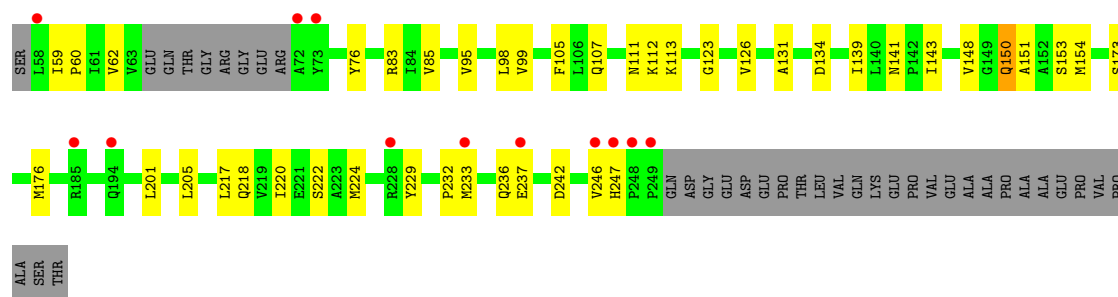 SER L58 I59 P60 I61 V62 V63 GLU GLN THR GLY ARG GLY GLU ARG A72 Y73 Y76 R83 I84 V85 V95 L98 V99 F105 L106 Q107 N111 K112 K113 G123 V126 A131 D134 I139 L140 N141 P142 I143 V148 G149 Q150 A151 A152 S153 M154 S173
M176 R185 Q194 L201 L205 L217 Q218 V219 I220 E221 S222 A223 M224 R228 Y229 P232 M233 Q236 E237 D242 V246 H247 P248 P249 GLN ASP GLY GLU ASP GLU PRO THR LEU VAL GLN LYS GLU PRO VAL GLU ALA ALA PRO ALA ALA GLU PRO VAL PRO
ALA SER THR